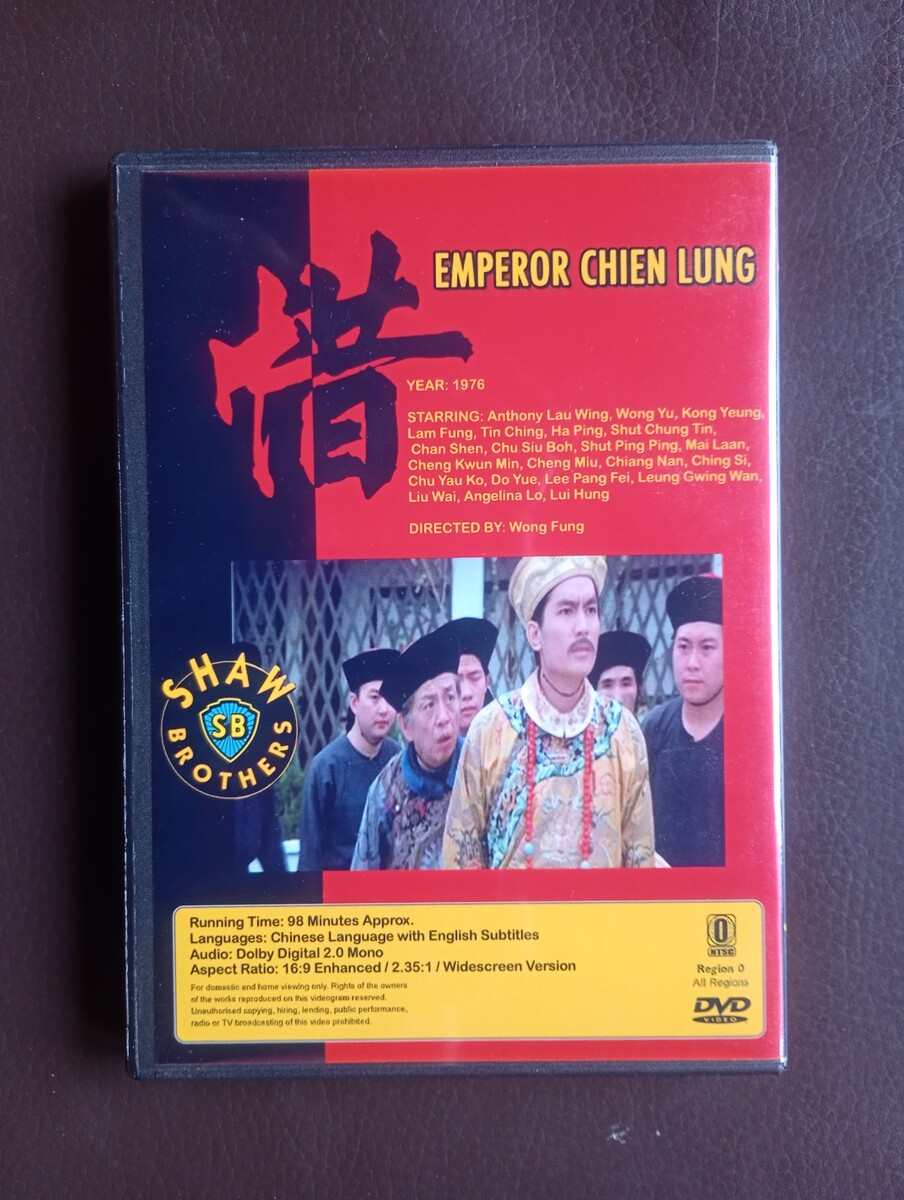 EMPEROR CHIEN LUNG
惜
YEAR: 1976
STARRING: Anthony Lau Wing, Wong Yu, Kong Yeung,
Lam Fung, Tin Ching, Ha Ping, Shut Chung Tin,
Chan Shen, Chu Siu Boh, Shut Ping Ping, Mai Laan,
Cheng Kwun Min, Cheng Miu, Chiang Nan, Ching Si,
Chu Yau Ko, Do Yue, Lee Pang Fei, Leung Gwing Wan,
Liu Wai, Angelina Lo, Lui Hung
DIRECTED BY: Wong Fung
SHAW
SB
BROTHERS
Running Time: 98 Minutes Approx.
Languages: Chinese Language with English Subtitles
Audio: Dolby Digital 2.0 Mono
Aspect Ratio: 16:9 Enhanced / 2.35:1 / Widescreen Version
For domestic and home viewing only. Rights of the owners
of the works reproduced on this videogram reserved.
Unauthorised copying, hiring, lending, public performance,
radio or TV broadcasting of this video prohibited.
0
NTSC
Region 0
All Regions
DVD
VIDEO